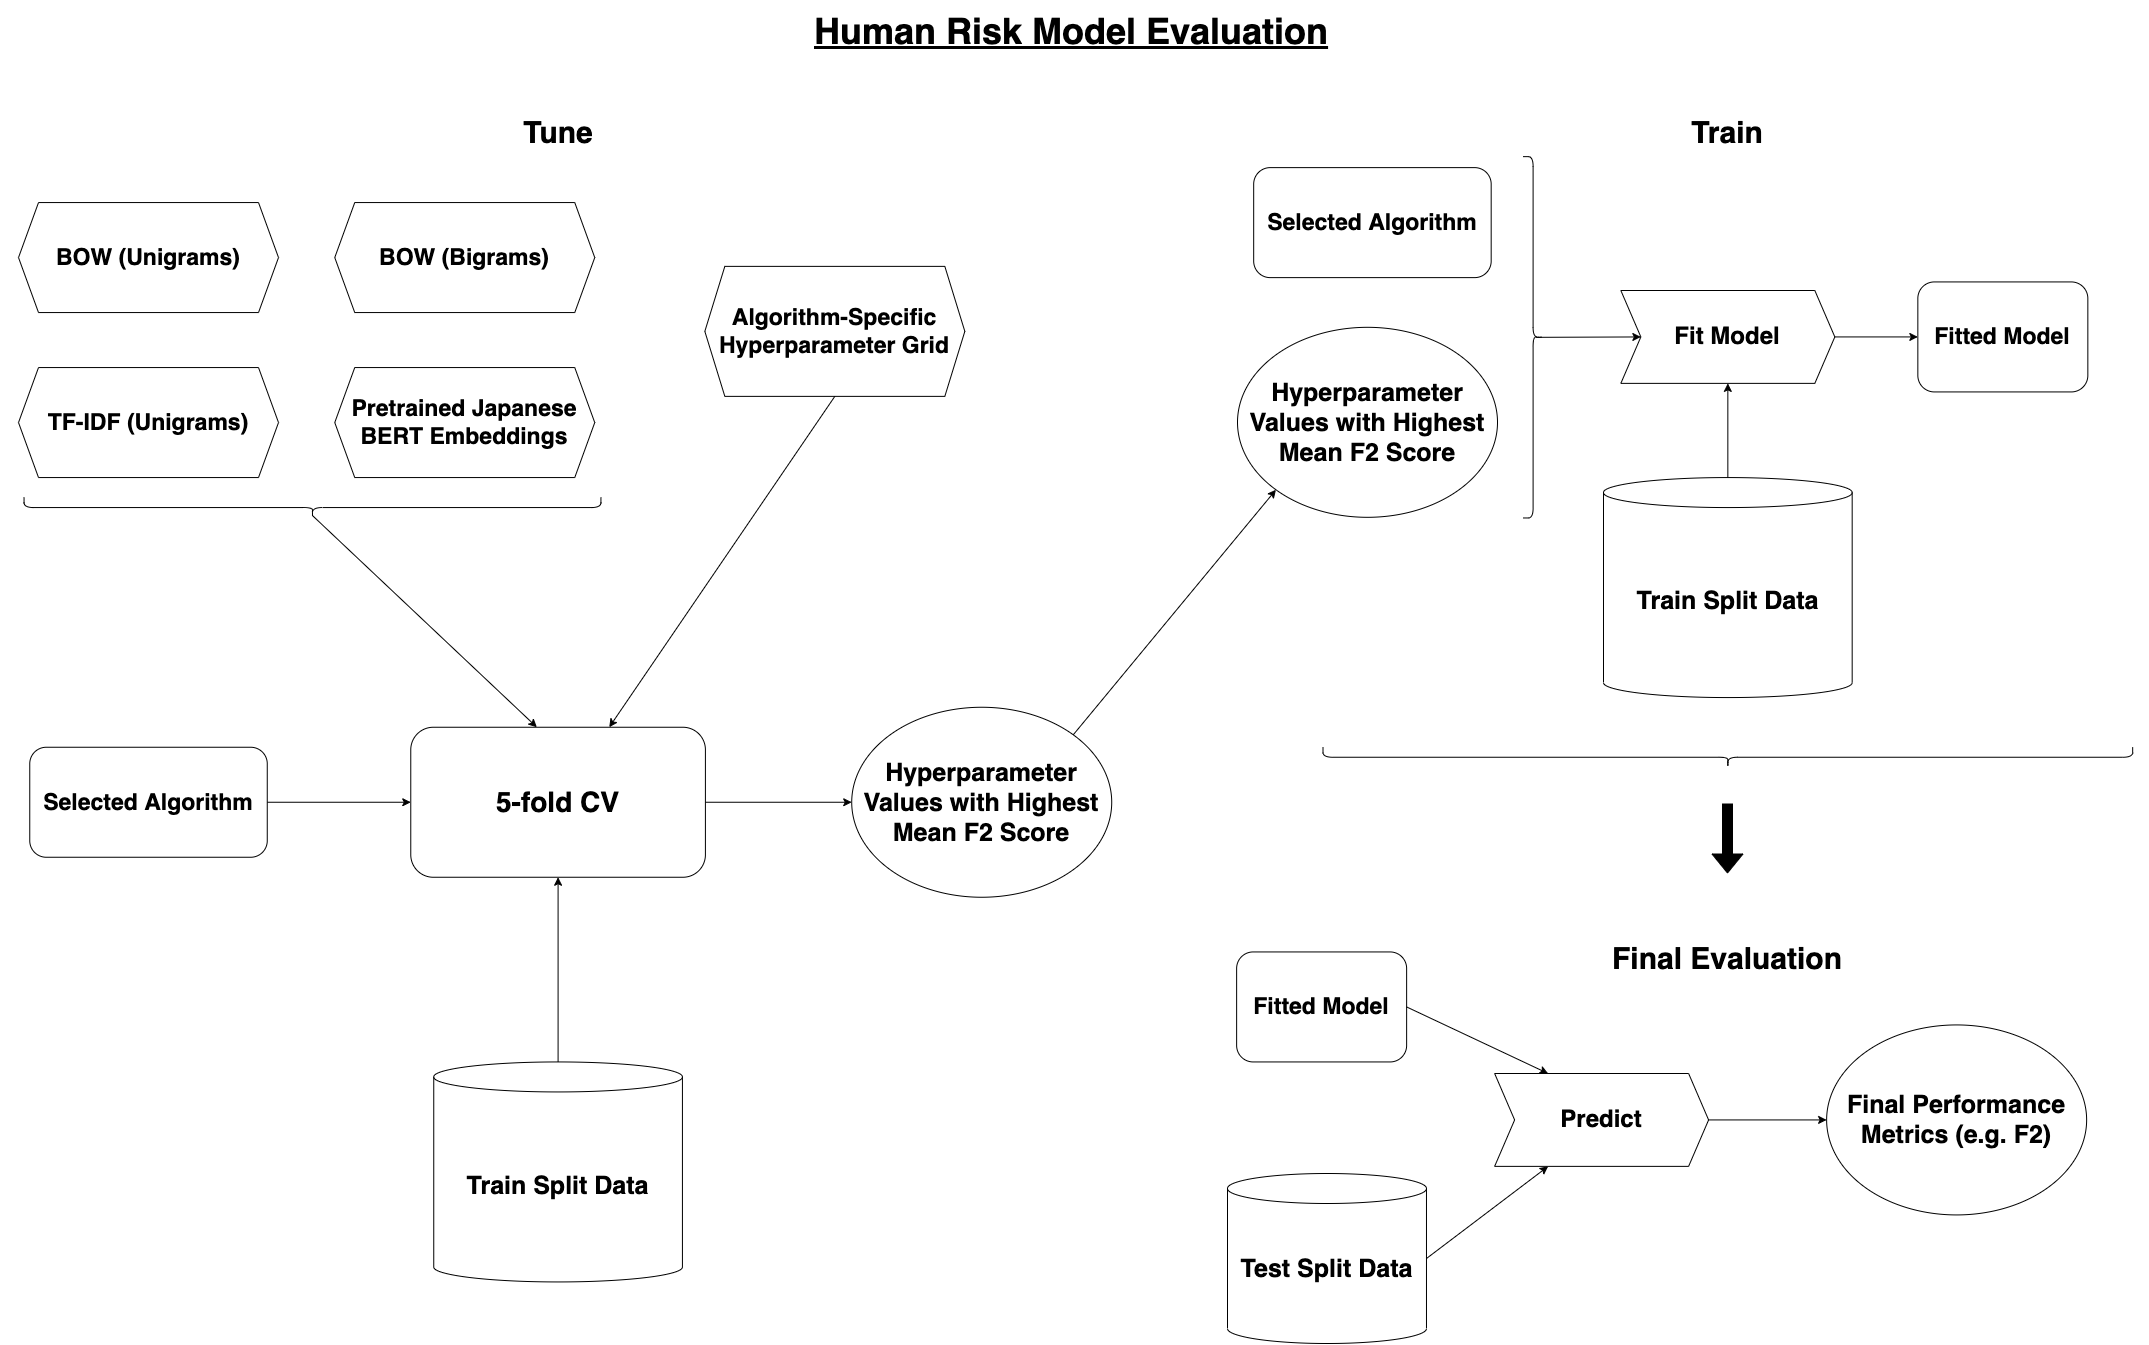 Human Risk Model Evaluation
Tune
BOW (Unigrams)
BOW (Bigrams)
Algorithm-Specific
Hyperparameter Grid
TF-IDF (Unigrams)
Pretrained Japanese
BERT Embeddings
Selected Algorithm
5-fold CV
Hyperparameter
Values with Highest
Mean F2 Score
Train Split Data
Train
Selected Algorithm
Hyperparameter
Values with Highest
Mean F2 Score
Fit Model
Fitted Model
Train Split Data
Final Evaluation
Fitted Model
Predict
Final Performance
Metrics (e.g. F2)
Test Split Data